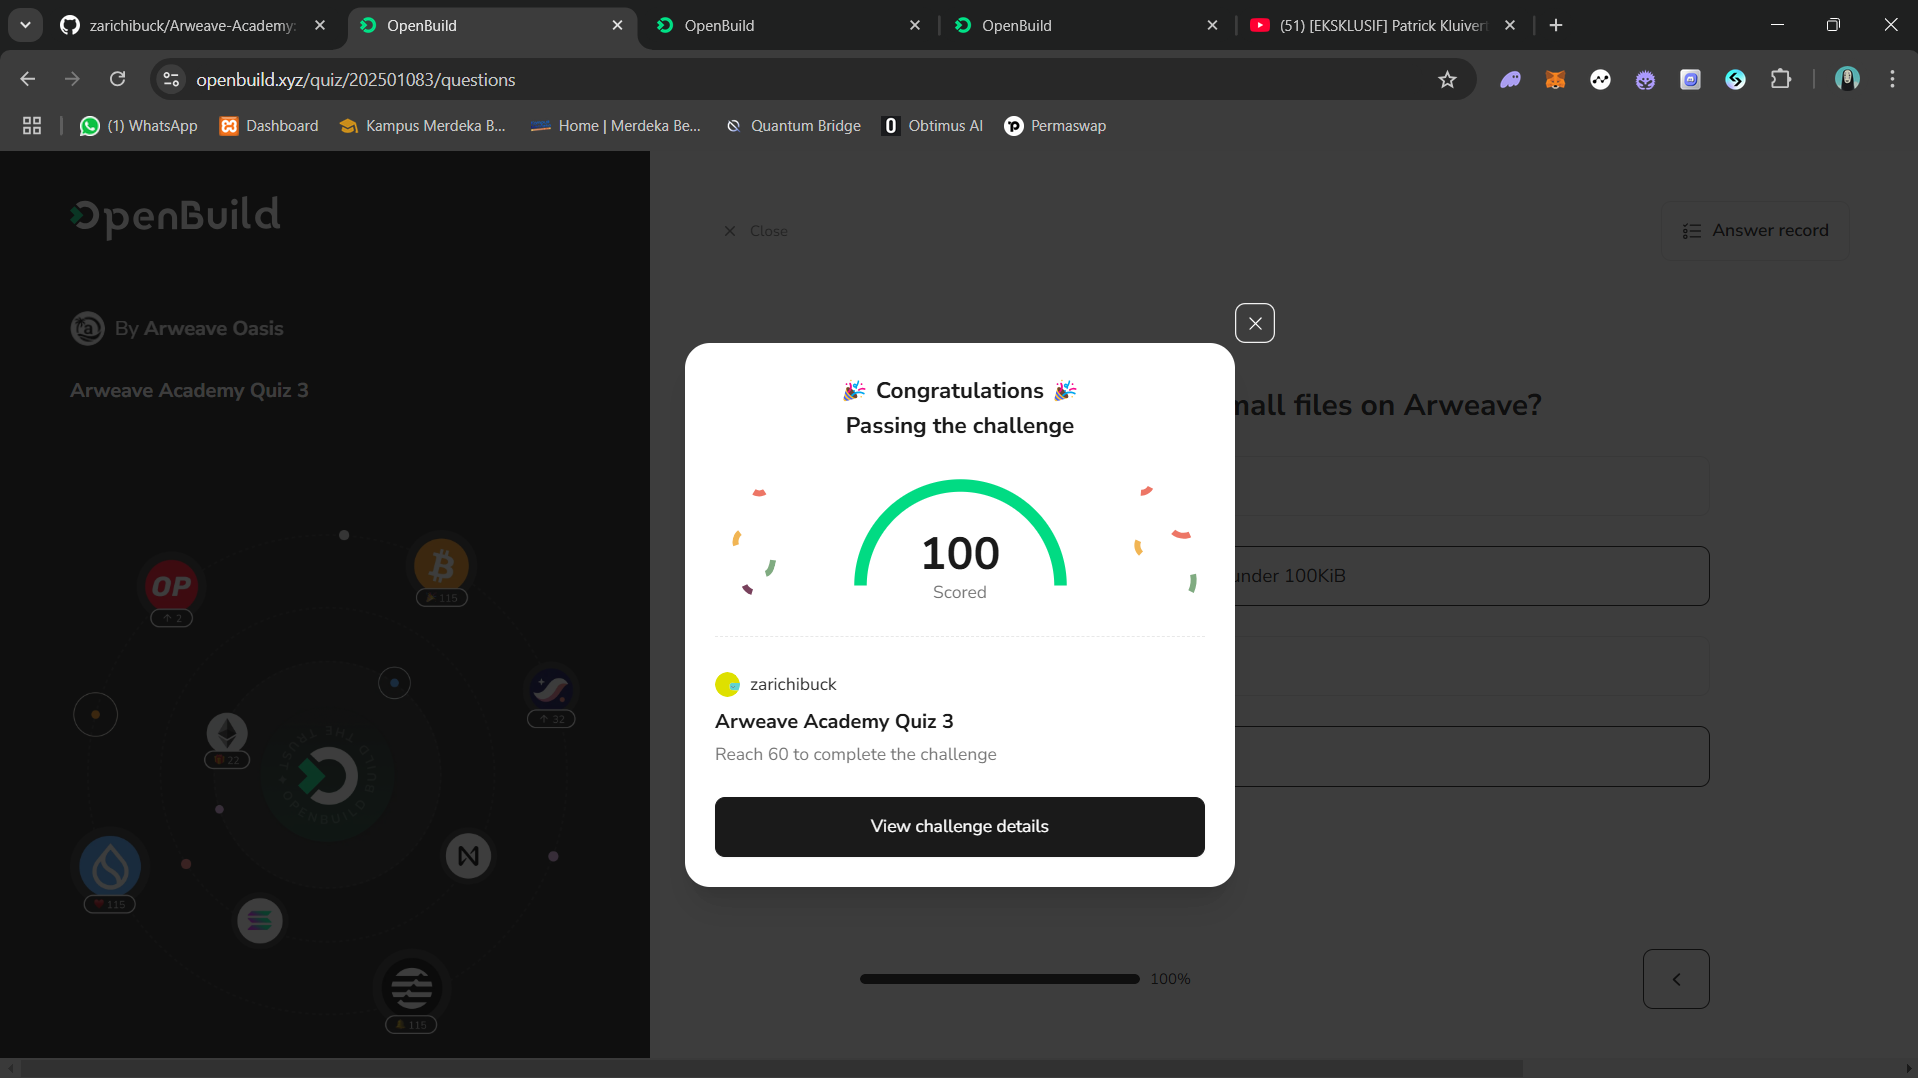 zarichibuck/Arweave-Academy:
OpenBuild
OpenBuild
OpenBuild
(51) [EKSKLUSIF] Patrick Kluivert
openbuild.xyz/quiz/202501083/questions
(1) WhatsApp
Dashboard
Kampus Merdeka B...
Home | Merdeka Be...
Quantum Bridge
Obtimus AI
Permaswap
OpenBuild
By Arweave Oasis
Arweave Academy Quiz 3
OP
2
115
32
22
115
115
Close
Answer record
mall files on Arweave?
under 100KiB
Congratulations
Passing the challenge
100
Scored
zarichibuck
Arweave Academy Quiz 3
Reach 60 to complete the challenge
View challenge details
100%